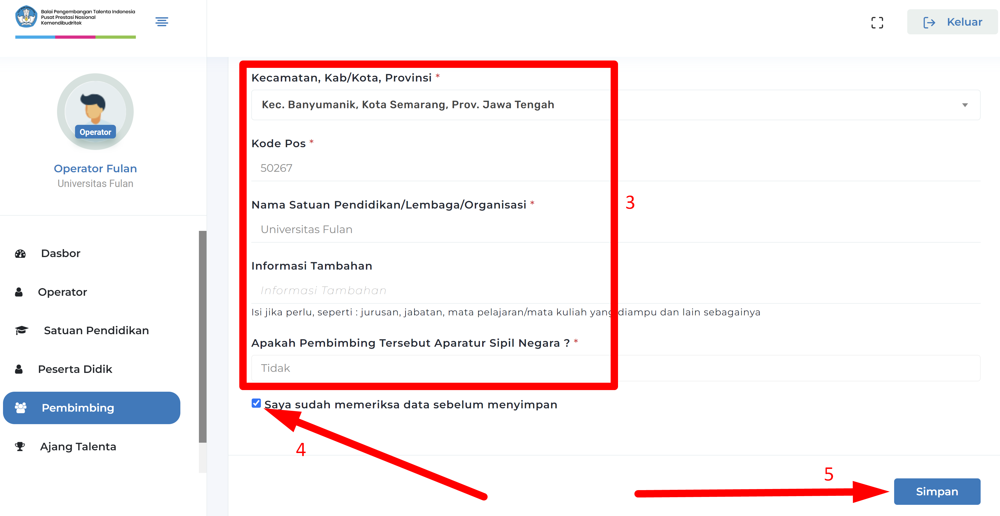 Balai Pengembangan Talenta Indonesia
Pusat Prestasi Nasional
Kemendibudritek
Keluar
Operator
Operator Fulan
Universitas Fulan
Dasbor
Operator
Satuan Pendidikan
Peserta Didik
Pembimbing
Ajang Talenta
Kecamatan, Kab/Kota, Provinsi *
Kec. Banyumanik, Kota Semarang, Prov. Jawa Tengah
Kode Pos *
50267
Nama Satuan Pendidikan/Lembaga/Organisasi *
3
Universitas Fulan
Informasi Tambahan
Informasi Tambahan
Isi jika perlu, seperti : jurusan, jabatan, mata pelajaran/mata kuliah yang diampu dan lain sebagainya
Apakah Pembimbing Tersebut Aparatur Sipil Negara ? *
Tidak
Saya sudah memeriksa data sebelum menyimpan
4
5
Simpan